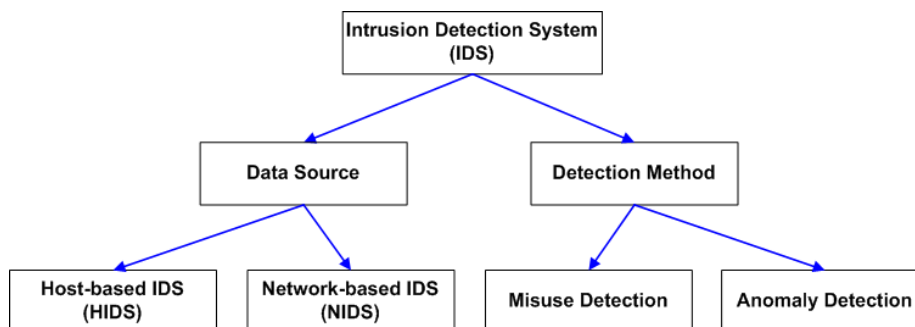 Intrusion Detection System
(IDS)
Data Source
Detection Method
Host-based IDS
(HIDS)
Network-based IDS
(NIDS)
Misuse Detection
Anomaly Detection